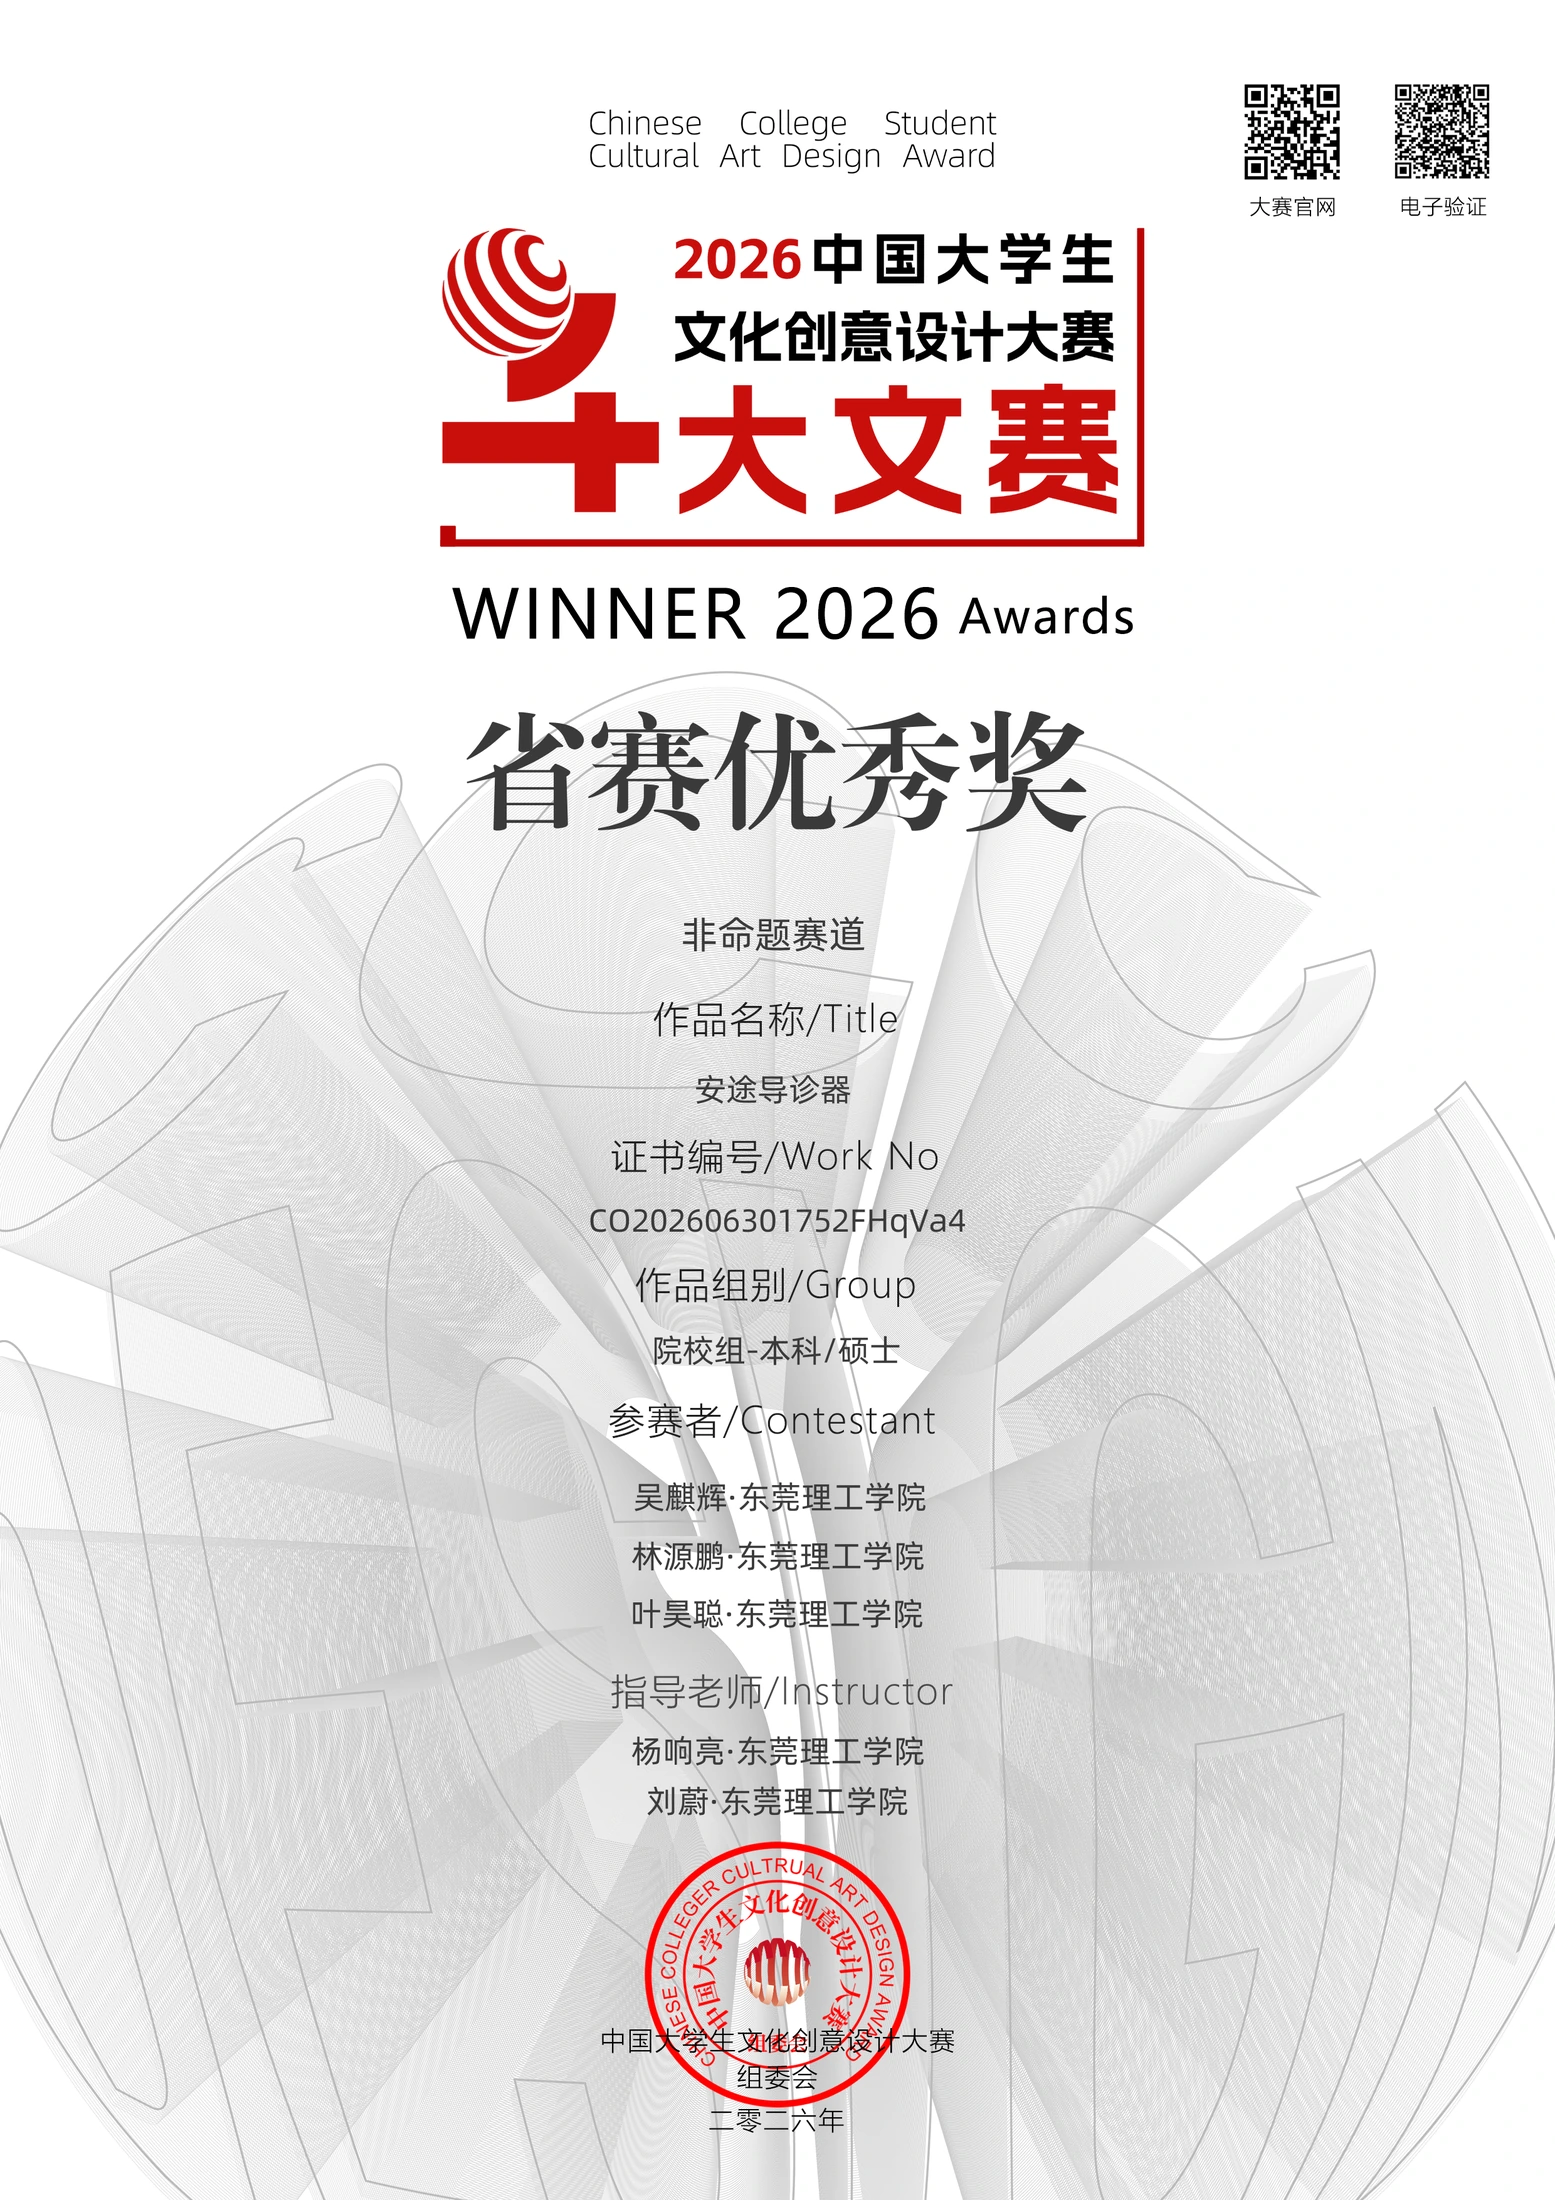 Chinese College Student
Cultural Art Design Award
大赛官网
电子验证
2026中国大学生
文化创意设计大赛
大文赛
WINNER 2026 Awards
省赛优秀奖
非命题赛道
作品名称/Title
安途导诊器
证书编号/Work No
CO202606301752FHqVa4
作品组别/Group
院校组-本科/硕士
参赛者/Contestant
吴麒辉·东莞理工学院
林源鹏·东莞理工学院
叶昊聪·东莞理工学院
指导老师/Instructor
杨响亮·东莞理工学院
刘蔚·东莞理工学院
CHINESE COLLEGER CULTRUAL ART DESIGN AWARD
中国大学生文化创意设计大赛
组委会
中国大学生文化创意设计大赛
组委会
二零二六年